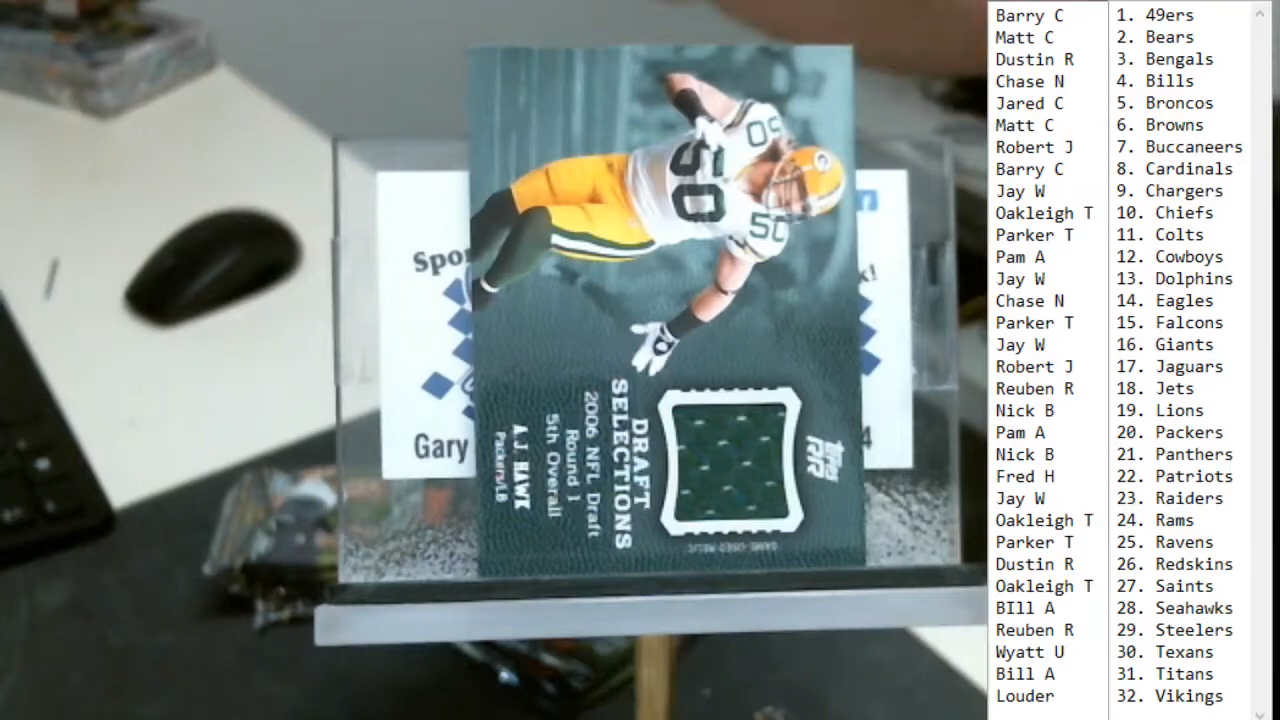 Barry C 1. 49ers
Matt C 2. Bears
Dustin R 3. Bengals
Chase N 4. Bills
Jared C 5. Broncos
Matt C 6. Browns
Robert J 7. Buccaneers
Barry C 8. Cardinals
Jay W 9. Chargers
Oakleigh T 10. Chiefs
Parker T 11. Colts
Pam A 12. Cowboys
Jay W 13. Dolphins
Chase N 14. Eagles
Parker T 15. Falcons
Jay W 16. Giants
Robert J 17. Jaguars
Reuben R 18. Jets
Nick B 19. Lions
Pam A 20. Packers
Nick B 21. Panthers
Fred H 22. Patriots
Jay W 23. Raiders
Oakleigh T 24. Rams
Parker T 25. Ravens
Dustin R 26. Redskins
Oakleigh T 27. Saints
BIll A 28. Seahawks
Reuben R 29. Steelers
Wyatt U 30. Texans
Bill A 31. Titans
Louder 32. Vikings
50
50
50
G
topps
RR
GAME-USED RELIC
DRAFT
SELECTIONS
2006 NFL Draft
Round 1
5th Overall
A.J. HAWK
Packers/LB
Spor
k!
Gary
4